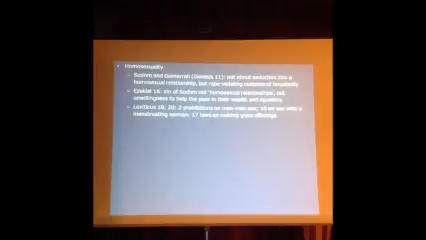 • Homosexuality
– Sodom and Gomorrah (Genesis 11): not about seduction into a
homosexual relationship, but rape violating customs of hospitality
– Ezekiel 16: sin of Sodom not 'homosexual relationships', but
unwillingness to help the poor in their wealth and
– Leviticus 18, 20: 2 prohibitions on man-man sex; on sex with a
menstruating woman; 17 laws on making grain offerings.